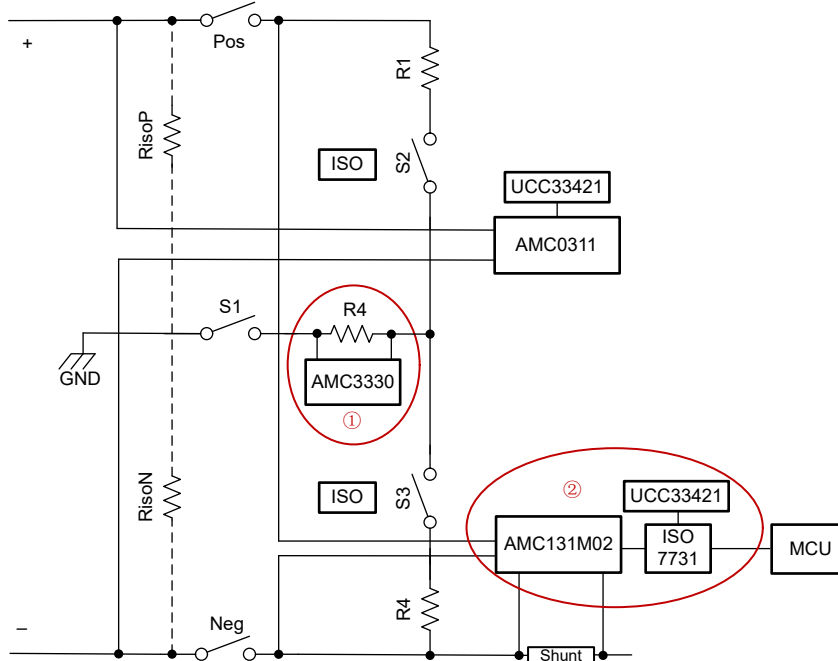 +
Pos
R1
RisoP
ISO
S2
UCC33421
AMC0311
S1
R4
GND
AMC3330
①
RisoN
ISO
S3
②
UCC33421
AMC131M02
ISO
7731
MCU
R4
Neg
–
Shunt